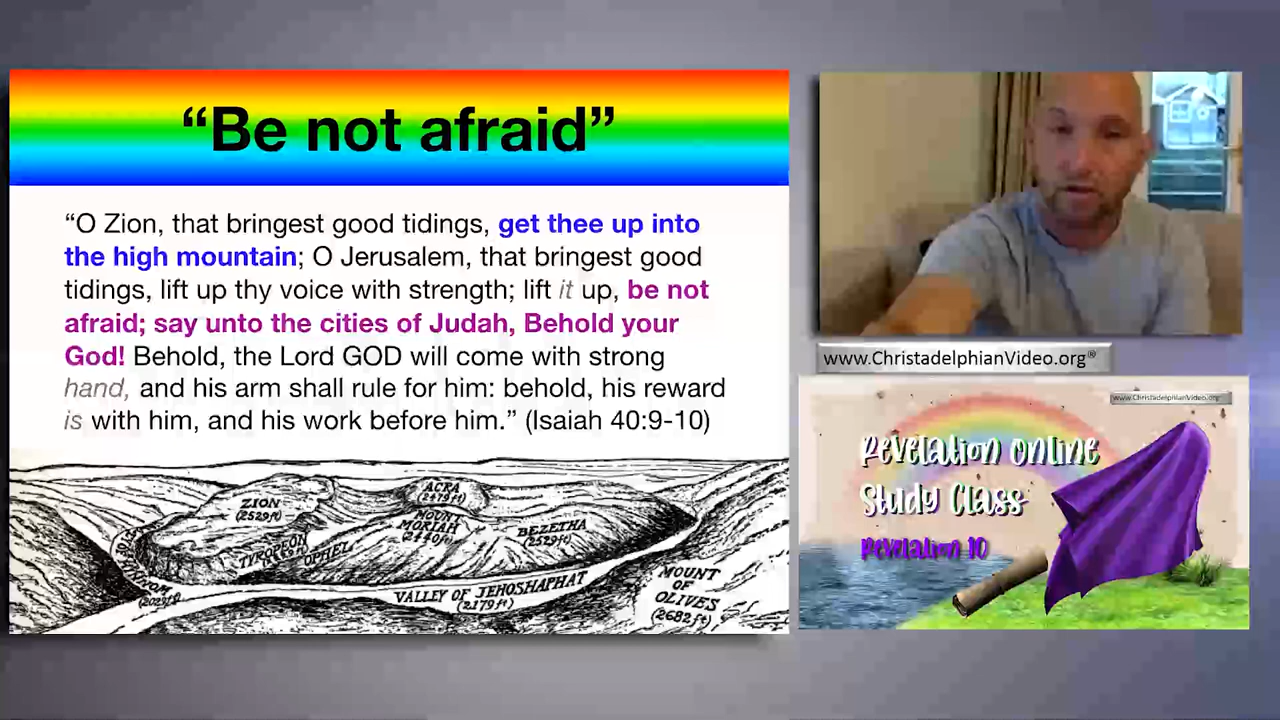 “Be not afraid”
“O Zion, that bringest good tidings, get thee up into
the high mountain; O Jerusalem, that bringest good
tidings, lift up thy voice with strength; lift it up, be not
afraid; say unto the cities of Judah, Behold your
God! Behold, the Lord GOD will come with strong
hand, and his arm shall rule for him: behold, his reward
is with him, and his work before him.” (Isaiah 40:9-10)
ZION
(2529ft)
ACRA
(2479ft)
MOUNT
MORIAH
(2440ft)
BEZETHA
(2529ft)
TYROPEON
OPHEL
HINNOM
(2029ft)
VALLEY OF JEHOSHAPHAT
(2179ft)
MOUNT
OF
OLIVES
(2682ft)
www.ChristadelphianVideo.org®
www.ChristadelphianVideo.org
Revelation Online
Study Class
Revelation 10